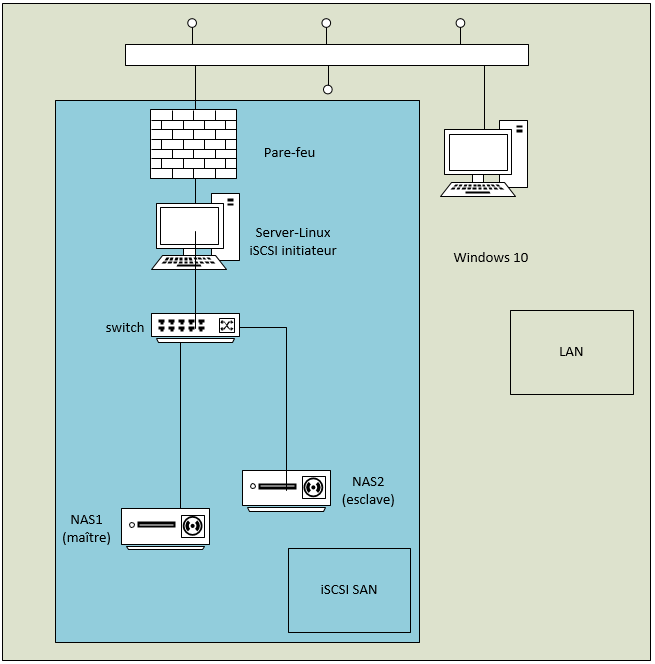 Pare-feu
Server-Linux
iSCSI initiateur
Windows 10
switch
LAN
NAS2
(esclave)
NAS1
(maître)
iSCSI SAN